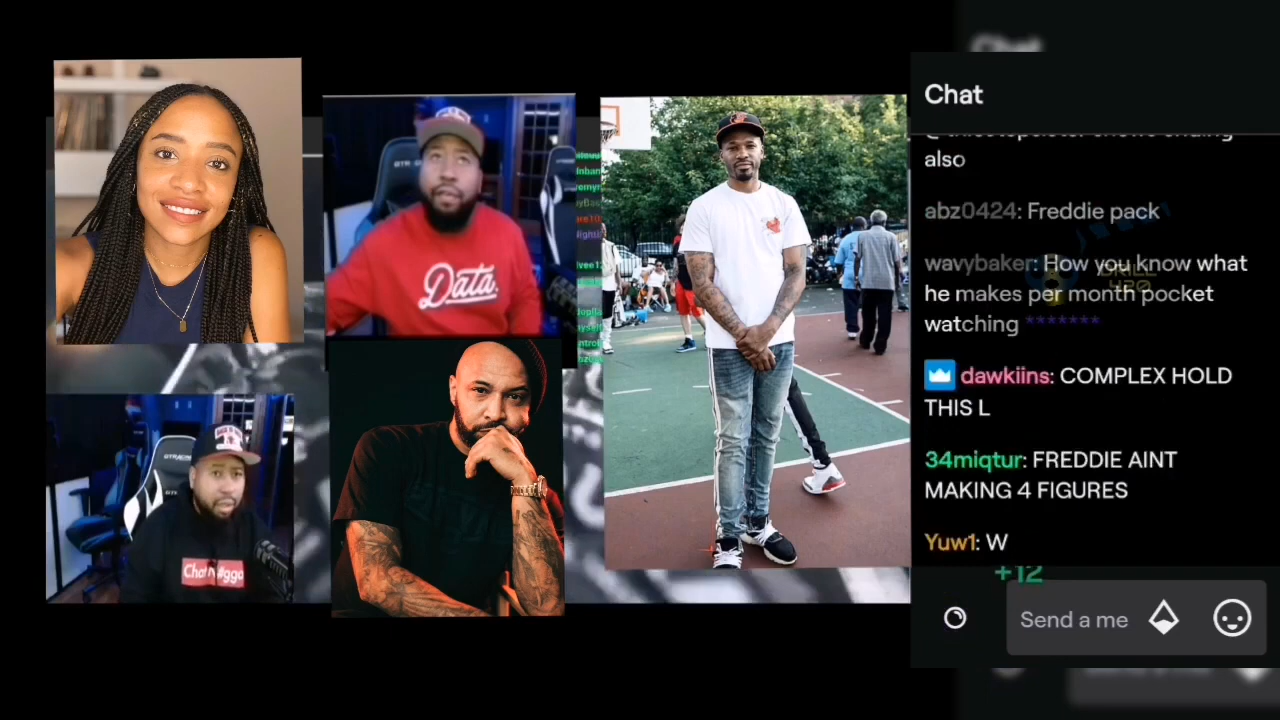 Data.
Chat
also
abz0424: Freddie pack
wavybaker: How you know what
he makes per month pocket
watching *******
dawkiins: COMPLEX HOLD
THIS L
34miqtur: FREDDIE AINT
MAKING 4 FIGURES
Yuw1: W
+12
Send a me